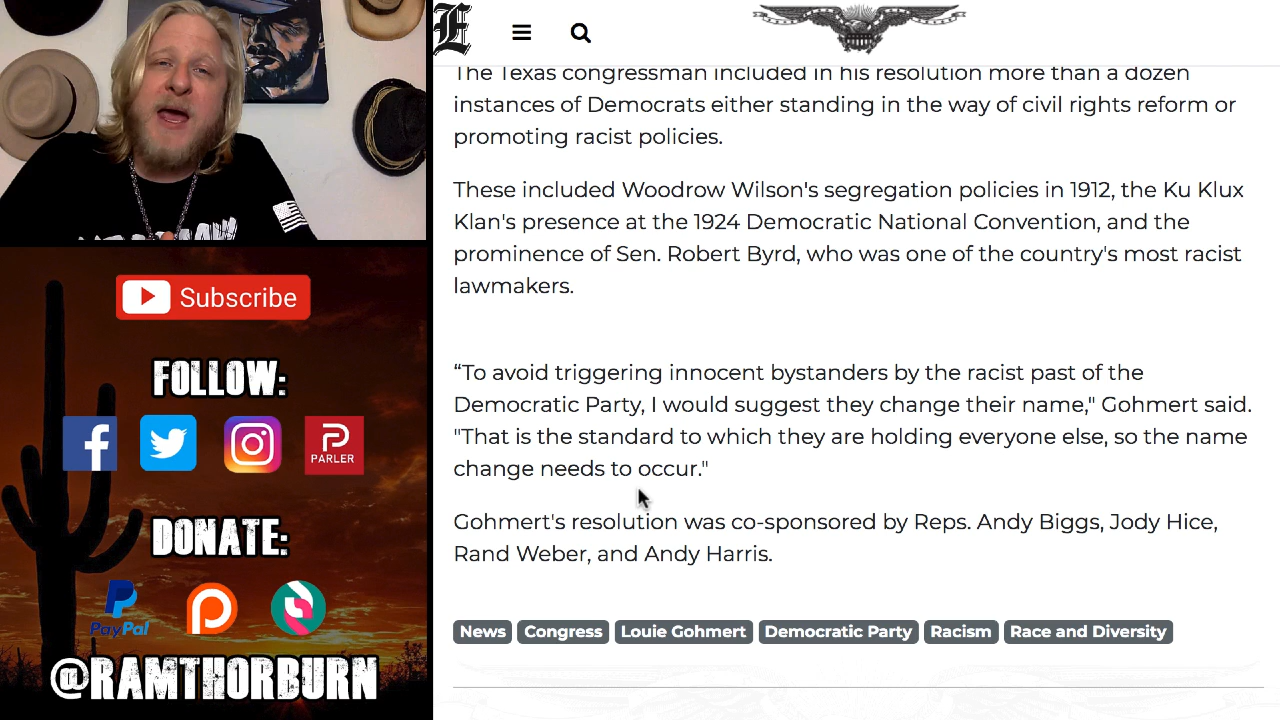 The Texas congressman included in his resolution more than a dozen
instances of Democrats either standing in the way of civil rights reform or
promoting racist policies.
These included Woodrow Wilson's segregation policies in 1912, the Ku Klux
Klan's presence at the 1924 Democratic National Convention, and the
prominence of Sen. Robert Byrd, who was one of the country's most racist
lawmakers.
“To avoid triggering innocent bystanders by the racist past of the
Democratic Party, I would suggest they change their name," Gohmert said.
"That is the standard to which they are holding everyone else, so the name
change needs to occur."
Gohmert's resolution was co-sponsored by Reps. Andy Biggs, Jody Hice,
Rand Weber, and Andy Harris.
News Congress Louie Gohmert Democratic Party Racism Race and Diversity
Subscribe
FOLLOW:
PARLER
DONATE:
PayPal
@RAMTHORBURN